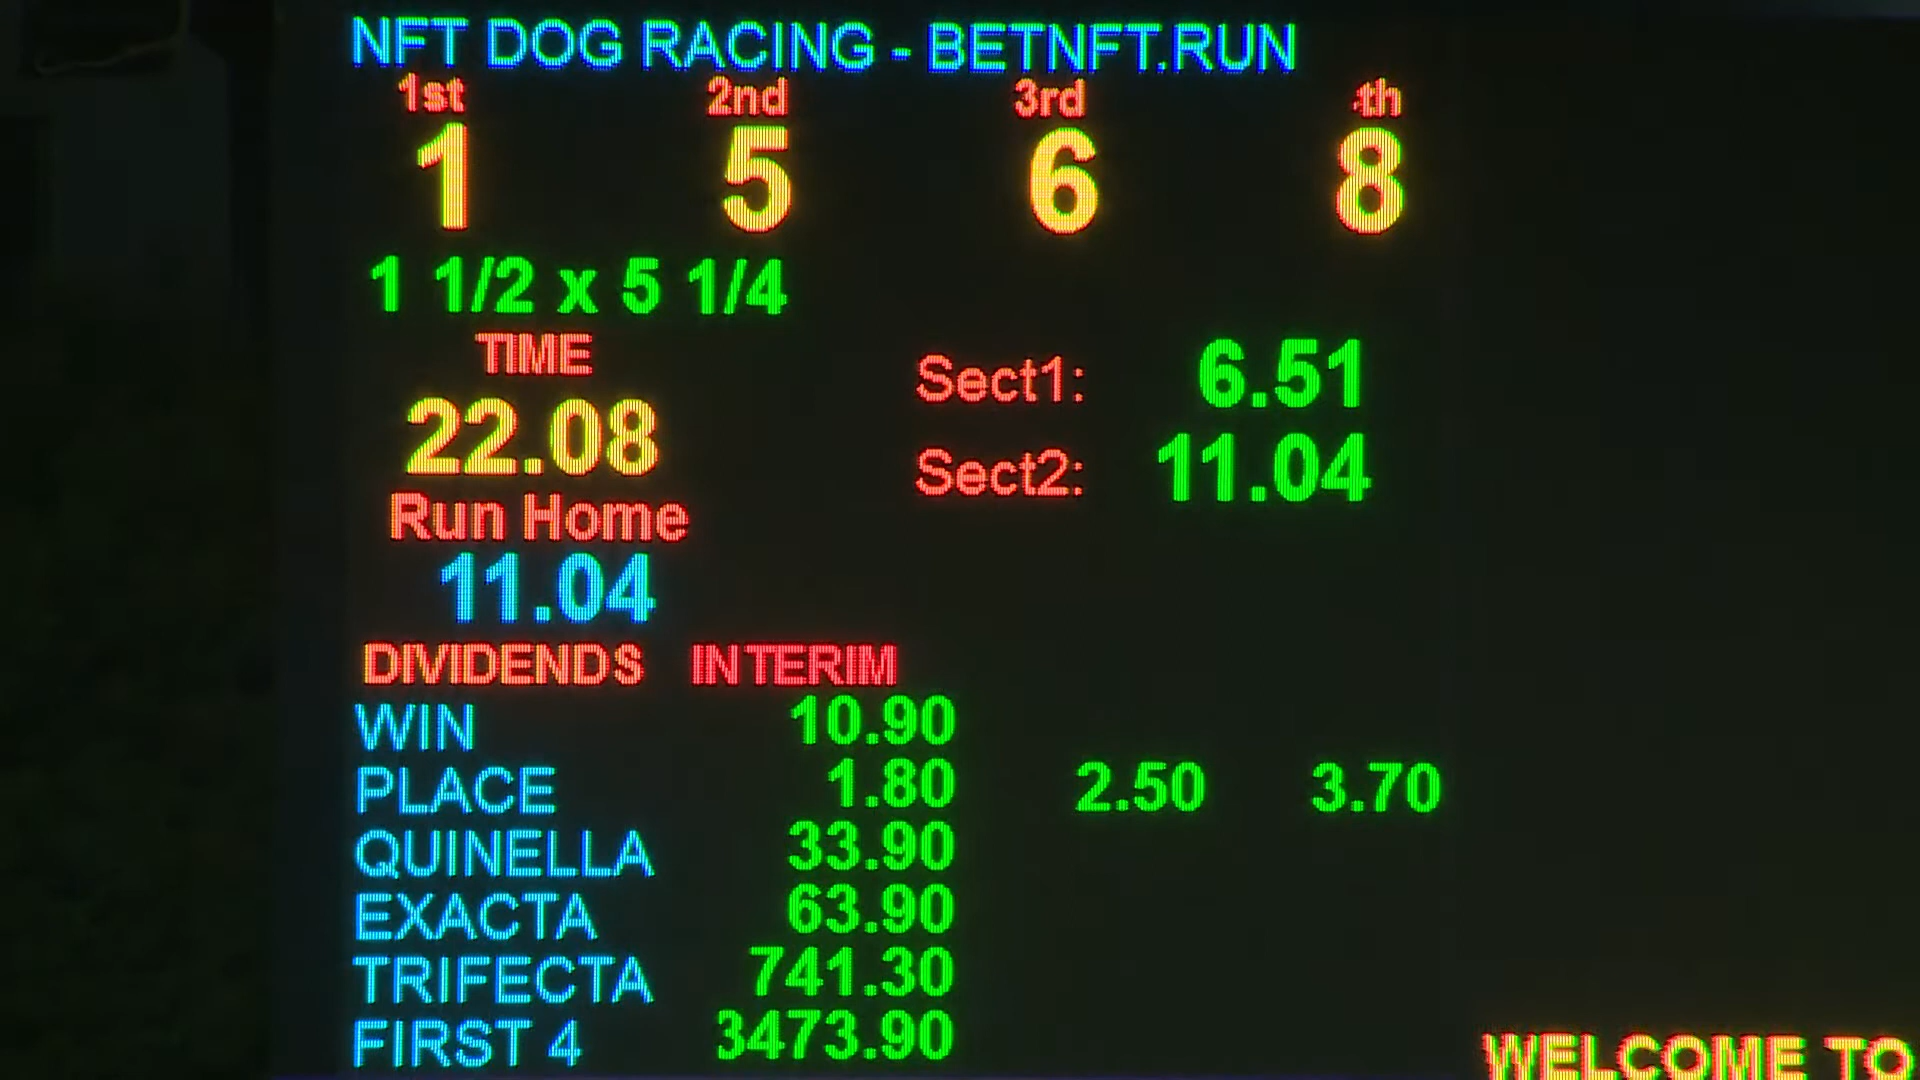 NFT DOG RACING - BETNFT.RUN
1st 2nd 3rd th
1 5 6 8
1 1/2 x 5 1/4
TIME
22.08
Sect1: 6.51
Sect2: 11.04
Run Home
11.04
DIVIDENDS INTERIM
WIN 10.90
PLACE 1.80 2.50 3.70
QUINELLA 33.90
EXACTA 63.90
TRIFECTA 741.30
FIRST 4 3473.90
WELCOME TO